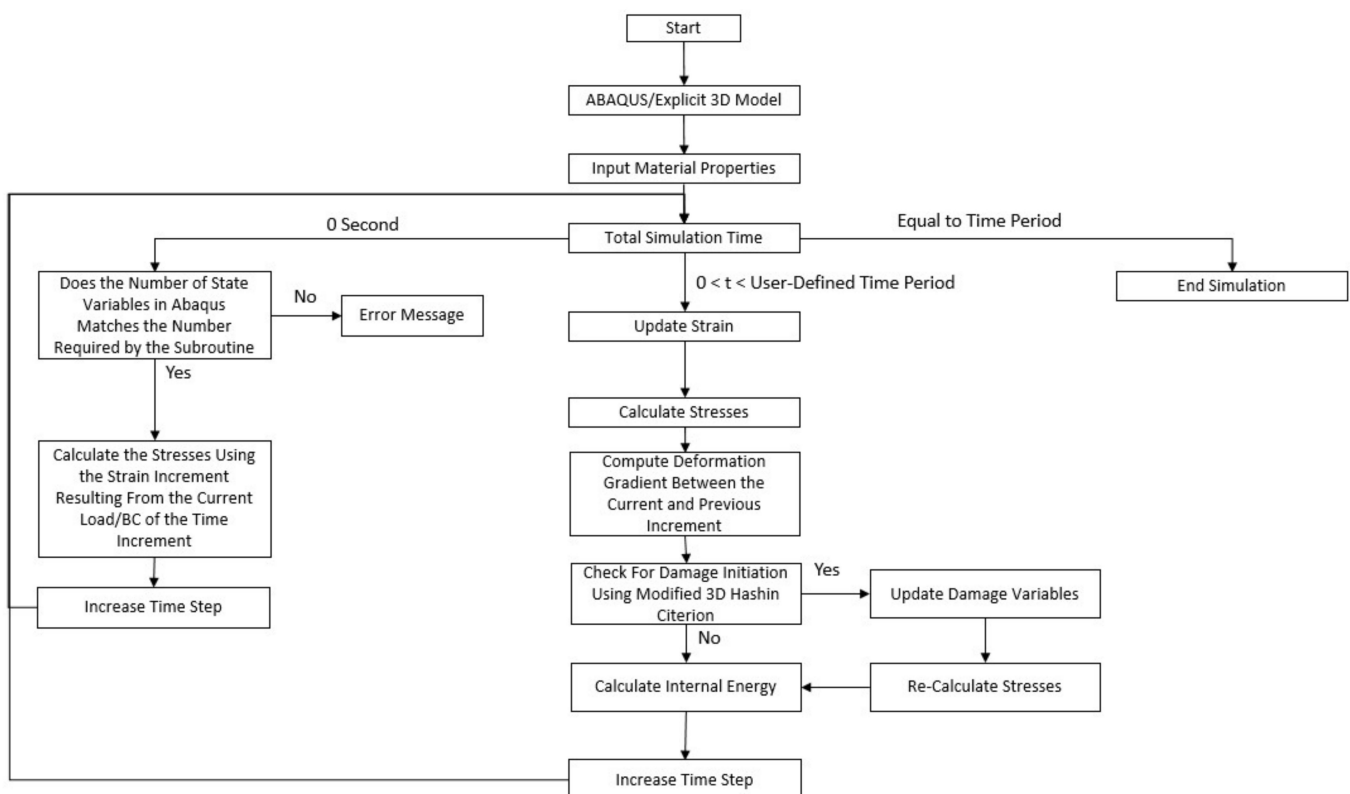 Start
ABAQUS/Explicit 3D Model
Input Material Properties
Total Simulation Time
0 Second
Equal to Time Period
0 < t < User-Defined Time Period
End Simulation
Does the Number of State
Variables in Abaqus
Matches the Number
Required by the Subroutine
No
Error Message
Yes
Calculate the Stresses Using
the Strain Increment
Resulting From the Current
Load/BC of the Time
Increment
Increase Time Step
Update Strain
Calculate Stresses
Compute Deformation
Gradient Between the
Current and Previous
Increment
Check For Damage Initiation
Using Modified 3D Hashin
Citerion
Yes
Update Damage Variables
No
Re-Calculate Stresses
Calculate Internal Energy
Increase Time Step